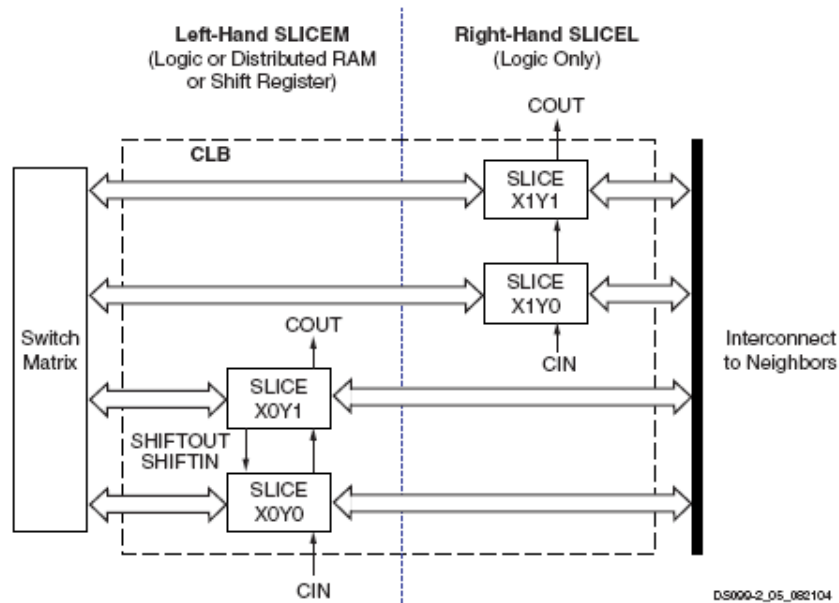 Left-Hand SLICEM
(Logic or Distributed RAM
or Shift Register)
Right-Hand SLICEL
(Logic Only)
COUT
CLB
SLICE
X1Y1
SLICE
X1Y0
COUT
Switch
Matrix
Interconnect
to Neighbors
CIN
SLICE
X0Y1
SHIFTOUT
SHIFTIN
SLICE
X0Y0
CIN
DS099-2_05_082104